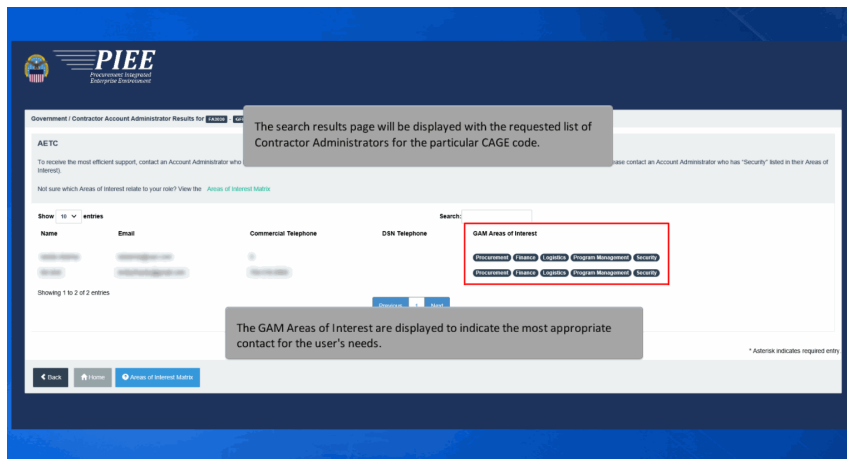 PIEE
Procurement Integrated
Enterprise Environment
Government / Contractor Account Administrator Results for FA3030 -
The search results page will be displayed with the requested list of
Contractor Administrators for the particular CAGE code.
AETC
To receive the most efficient support, contact an Account Administrator who
ase contact an Account Administrator who has "Security" listed in their Areas of
Interest).
Not sure which Areas of Interest relate to your role? View the Areas of Interest Matrix
Show 10 entries
Search:
Name Email Commercial Telephone DSN Telephone GAM Areas of Interest
Procurement Finance Logistics Program Management Security
Procurement Finance Logistics Program Management Security
Showing 1 to 2 of 2 entries
Previous 1 Next
The GAM Areas of Interest are displayed to indicate the most appropriate
contact for the user's needs.
* Asterisk indicates required entry.
Back Home Areas of Interest Matrix